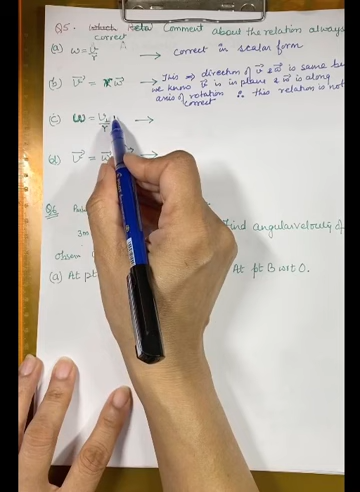 Q5. Comment about the relation always
correct
(a) ω = v/r → Correct in scalar form
(b) v⃗ = r ω⃗ → This ⇒ direction of v⃗ & ω⃗ is same but
we know v⃗ is in plane & ω⃗ is along
axis of rotation ∴ this relation is not
correct
(c) ω = v⊥/r →
(d) v⃗ = ω⃗ →
Q6. find angular velocity of
(a) At pt At pt B wrt O.